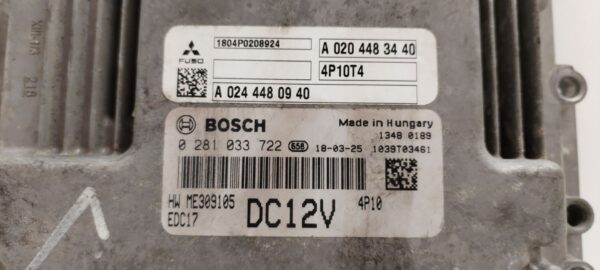 1804P0208924
A 020 448 34 40
FUSO
4P10T4
A 024 448 09 40
BOSCH
Made in Hungary
1348 0189
0 281 033 722 656 18-03-25 1039T03461
HW ME309105
EDC17
DC12V
4P10